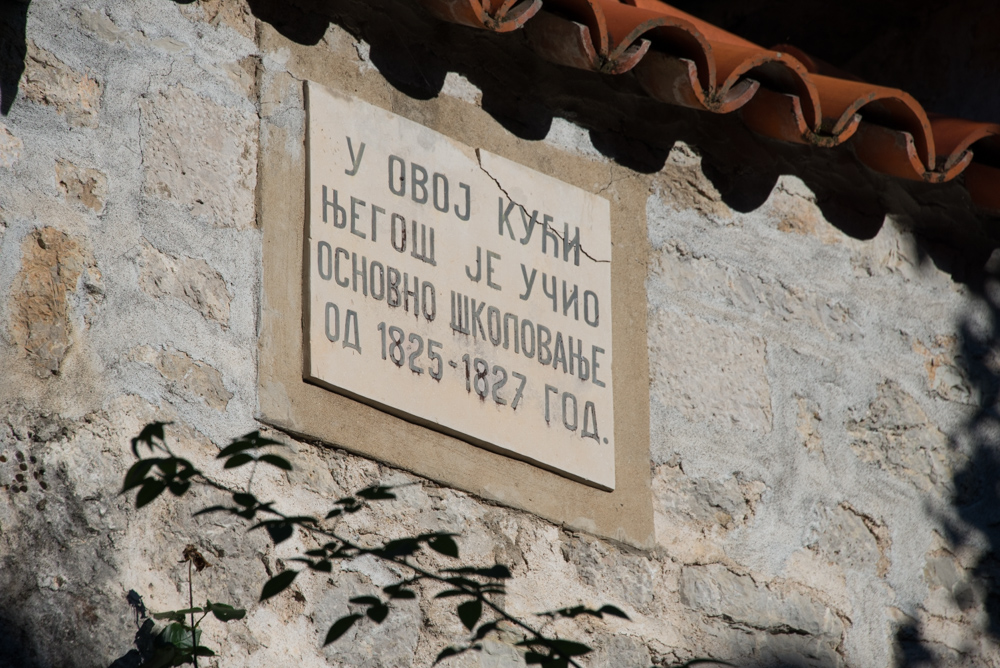 У ОВОЈ КУЋИ
ЊЕГОШ ЈЕ УЧИО
ОСНОВНО ШКОЛОВАЊЕ
ОД 1825-1827 ГОД.